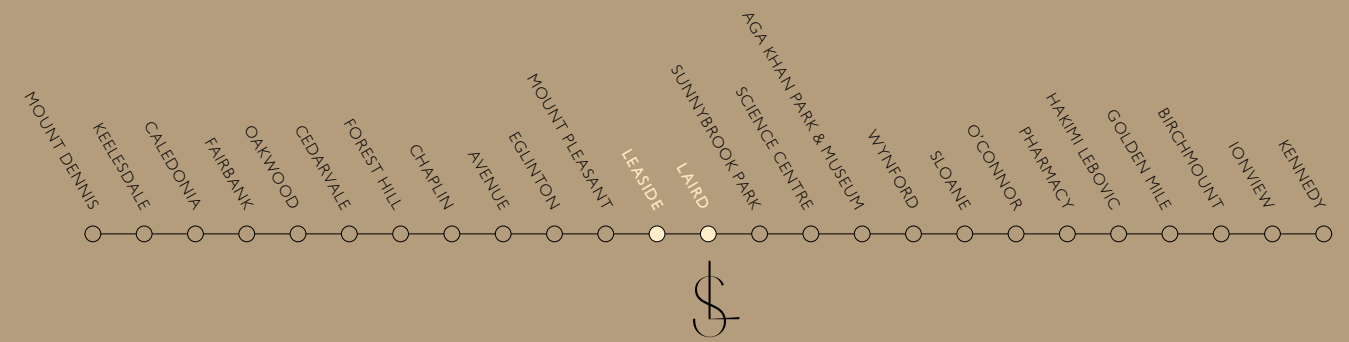 MOUNT DENNIS
KEELESDALE
CALEDONIA
FAIRBANK
OAKWOOD
CEDARVALE
FOREST HILL
CHAPLIN
AVENUE
EGLINTON
MOUNT PLEASANT
LEASIDE
LAIRD
SUNNYBROOK PARK
SCIENCE CENTRE
AGA KHAN PARK & MUSEUM
WYNFORD
SLOANE
O'CONNOR
PHARMACY
HAKIMI LEBOVIC
GOLDEN MILE
BIRCHMOUNT
IONVIEW
KENNEDY